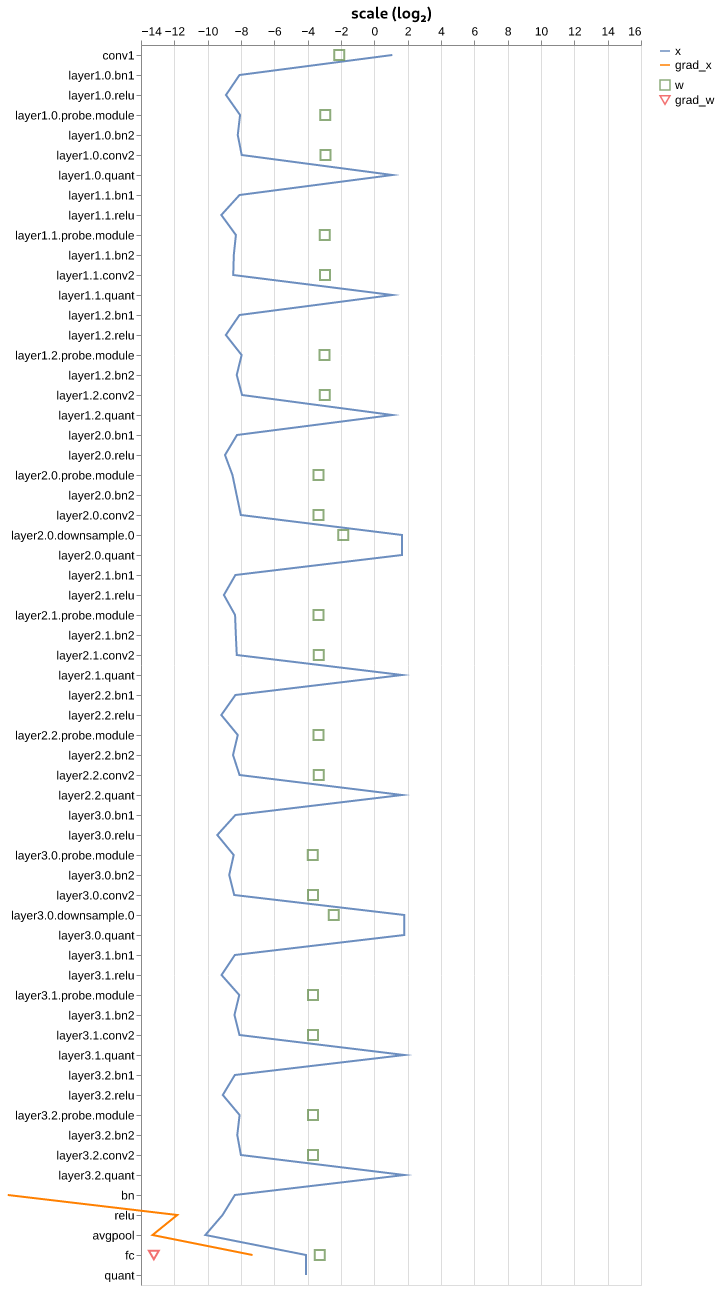 scale (log₂)
−14 −12 −10 −8 −6 −4 −2 0 2 4 6 8 10 12 14 16
x
grad_x
w
grad_w
conv1
layer1.0.bn1
layer1.0.relu
layer1.0.probe.module
layer1.0.bn2
layer1.0.conv2
layer1.0.quant
layer1.1.bn1
layer1.1.relu
layer1.1.probe.module
layer1.1.bn2
layer1.1.conv2
layer1.1.quant
layer1.2.bn1
layer1.2.relu
layer1.2.probe.module
layer1.2.bn2
layer1.2.conv2
layer1.2.quant
layer2.0.bn1
layer2.0.relu
layer2.0.probe.module
layer2.0.bn2
layer2.0.conv2
layer2.0.downsample.0
layer2.0.quant
layer2.1.bn1
layer2.1.relu
layer2.1.probe.module
layer2.1.bn2
layer2.1.conv2
layer2.1.quant
layer2.2.bn1
layer2.2.relu
layer2.2.probe.module
layer2.2.bn2
layer2.2.conv2
layer2.2.quant
layer3.0.bn1
layer3.0.relu
layer3.0.probe.module
layer3.0.bn2
layer3.0.conv2
layer3.0.downsample.0
layer3.0.quant
layer3.1.bn1
layer3.1.relu
layer3.1.probe.module
layer3.1.bn2
layer3.1.conv2
layer3.1.quant
layer3.2.bn1
layer3.2.relu
layer3.2.probe.module
layer3.2.bn2
layer3.2.conv2
layer3.2.quant
bn
relu
avgpool
fc
quant